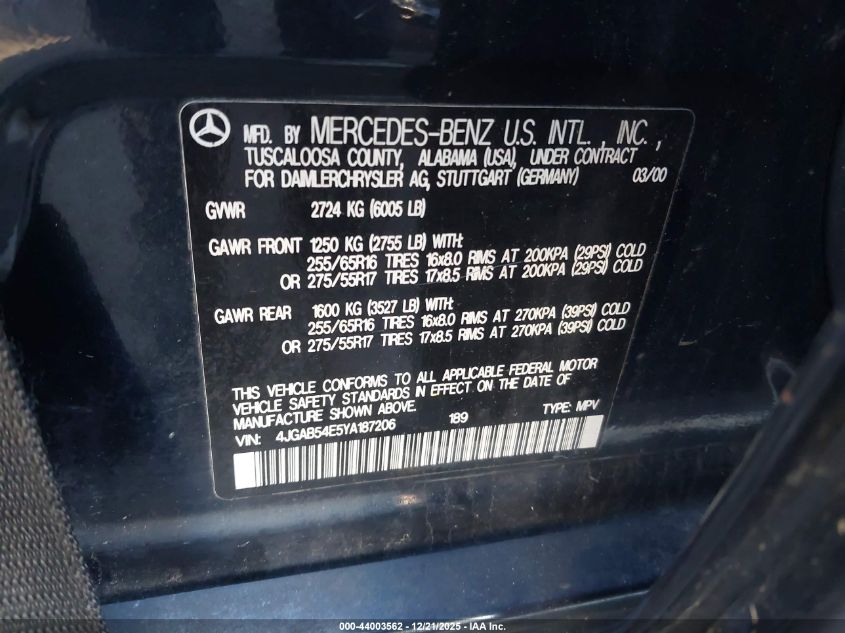 MFD. BY MERCEDES-BENZ U.S. INTL., INC.,
TUSCALOOSA COUNTY, ALABAMA (USA), UNDER CONTRACT
FOR DAIMLERCHRYSLER AG, STUTTGART (GERMANY) 03/00
GVWR 2724 KG (6005 LB)
GAWR FRONT 1250 KG (2755 LB) WITH:
255/65R16 TIRES 16x8.0 RIMS AT 200KPA (29PSI) COLD
OR 275/55R17 TIRES 17x8.5 RIMS AT 200KPA (29PSI) COLD
GAWR REAR 1600 KG (3527 LB) WITH:
255/65R16 TIRES 16x8.0 RIMS AT 270KPA (39PSI) COLD
OR 275/55R17 TIRES 17x8.5 RIMS AT 270KPA (39PSI) COLD
THIS VEHICLE CONFORMS TO ALL APPLICABLE FEDERAL MOTOR
VEHICLE SAFETY STANDARDS IN EFFECT ON THE DATE OF
MANUFACTURE SHOWN ABOVE.
VIN: 4JGAB54E5YA187206 189 TYPE: MPV
000-44003562 - 12/21/2025 - IAA Inc.